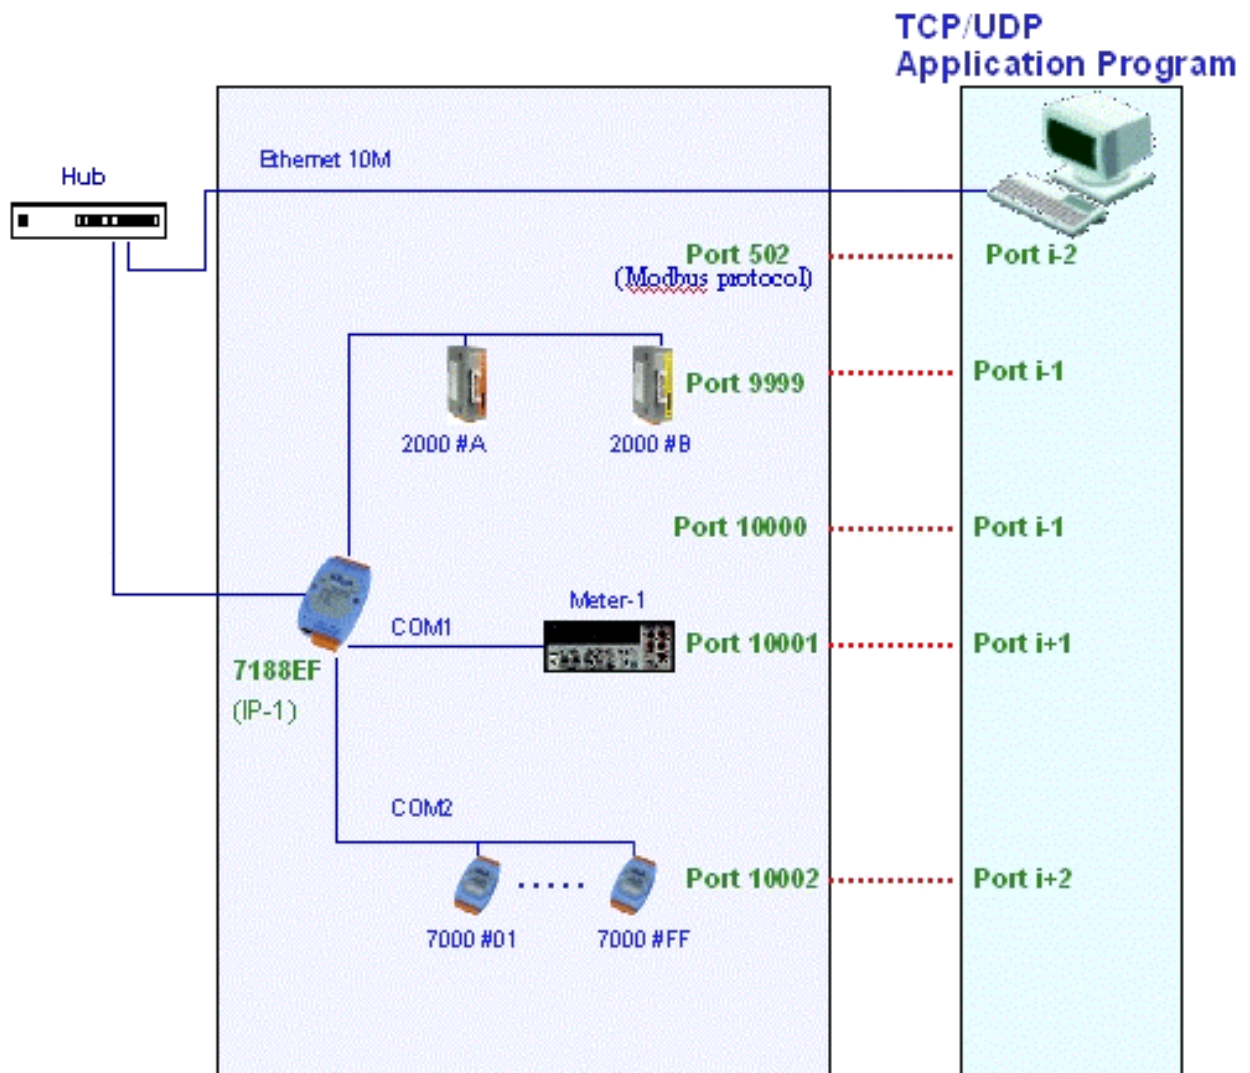 TCP/UDP
Application Program
Ethernet 10M
Hub
Port 502
(Modbus protocol)
Port i-2
Port 9999
Port i-1
2000 #A
2000 #B
Port 10000
Port i-1
Meter-1
COM1
Port 10001
Port i+1
7188EF
(IP-1)
COM2
Port 10002
Port i+2
7000 #01
7000 #FF